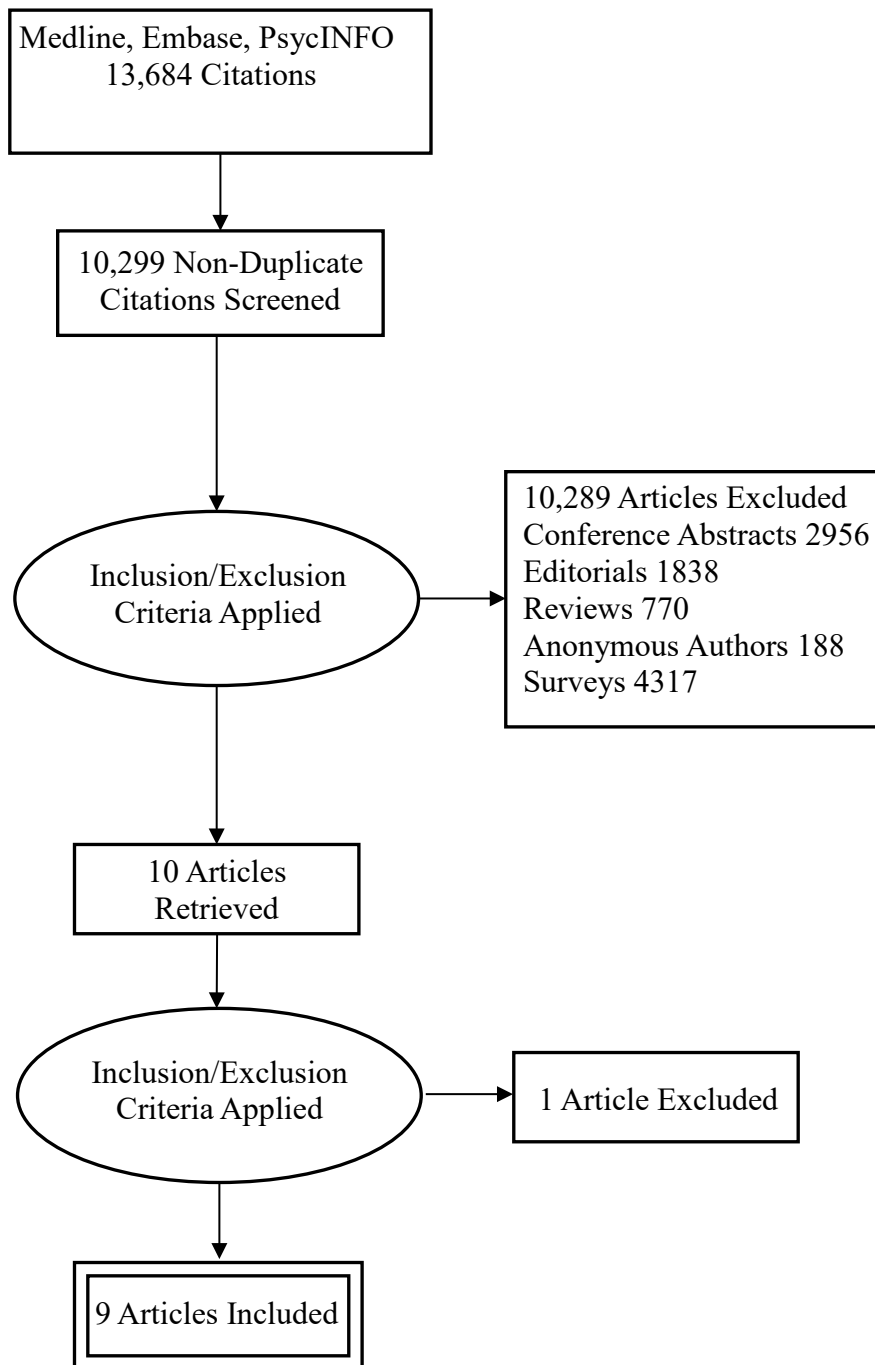 Medline, Embase, PsycINFO
13,684 Citations
10,299 Non-Duplicate
Citations Screened
Inclusion/Exclusion
Criteria Applied
10,289 Articles Excluded
Conference Abstracts 2956
Editorials 1838
Reviews 770
Anonymous Authors 188
Surveys 4317
10 Articles
Retrieved
Inclusion/Exclusion
Criteria Applied
1 Article Excluded
9 Articles Included